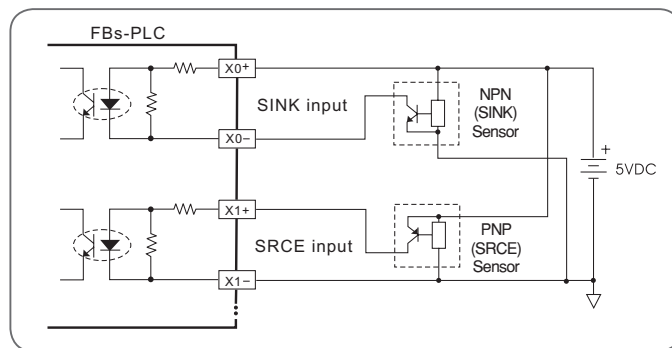 FBs-PLC
X0+
SINK input
NPN
(SINK)
Sensor
X0−
+
5VDC
X1+
SRCE input
PNP
(SRCE)
Sensor
X1−